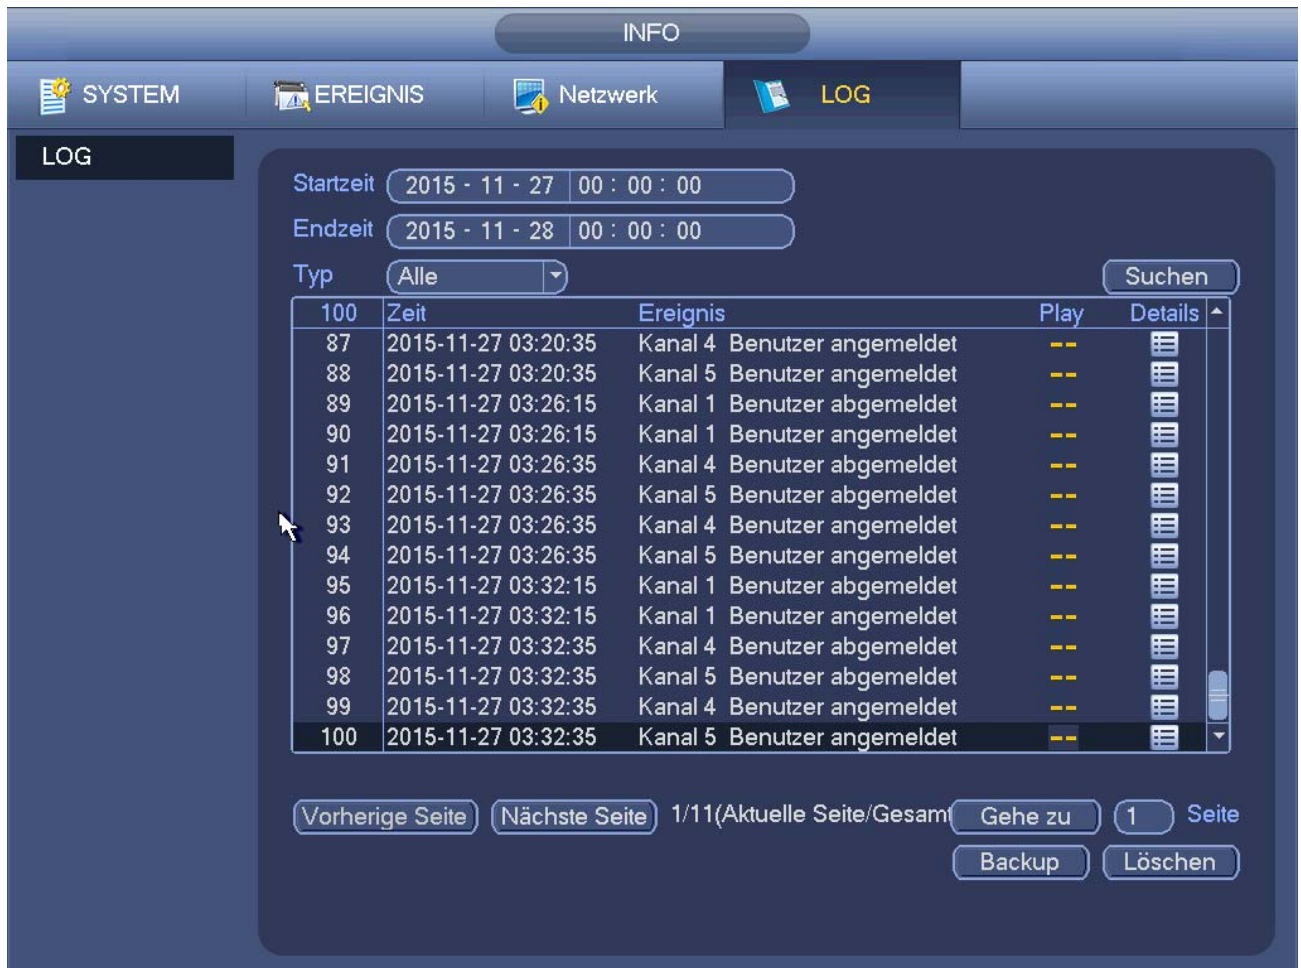 INFO
SYSTEM EREIGNIS Netzwerk LOG
LOG
Startzeit 2015 - 11 - 27 00 : 00 : 00
Endzeit 2015 - 11 - 28 00 : 00 : 00
Typ Alle Suchen
100 Zeit Ereignis Play Details
87 2015-11-27 03:20:35 Kanal 4 Benutzer angemeldet --
88 2015-11-27 03:20:35 Kanal 5 Benutzer angemeldet --
89 2015-11-27 03:26:15 Kanal 1 Benutzer abgemeldet --
90 2015-11-27 03:26:15 Kanal 1 Benutzer angemeldet --
91 2015-11-27 03:26:35 Kanal 4 Benutzer abgemeldet --
92 2015-11-27 03:26:35 Kanal 5 Benutzer abgemeldet --
93 2015-11-27 03:26:35 Kanal 4 Benutzer angemeldet --
94 2015-11-27 03:26:35 Kanal 5 Benutzer angemeldet --
95 2015-11-27 03:32:15 Kanal 1 Benutzer abgemeldet --
96 2015-11-27 03:32:15 Kanal 1 Benutzer angemeldet --
97 2015-11-27 03:32:35 Kanal 4 Benutzer abgemeldet --
98 2015-11-27 03:32:35 Kanal 5 Benutzer abgemeldet --
99 2015-11-27 03:32:35 Kanal 4 Benutzer angemeldet --
100 2015-11-27 03:32:35 Kanal 5 Benutzer angemeldet --
Vorherige Seite Nächste Seite 1/11(Aktuelle Seite/Gesamt Gehe zu 1 Seite
Backup Löschen